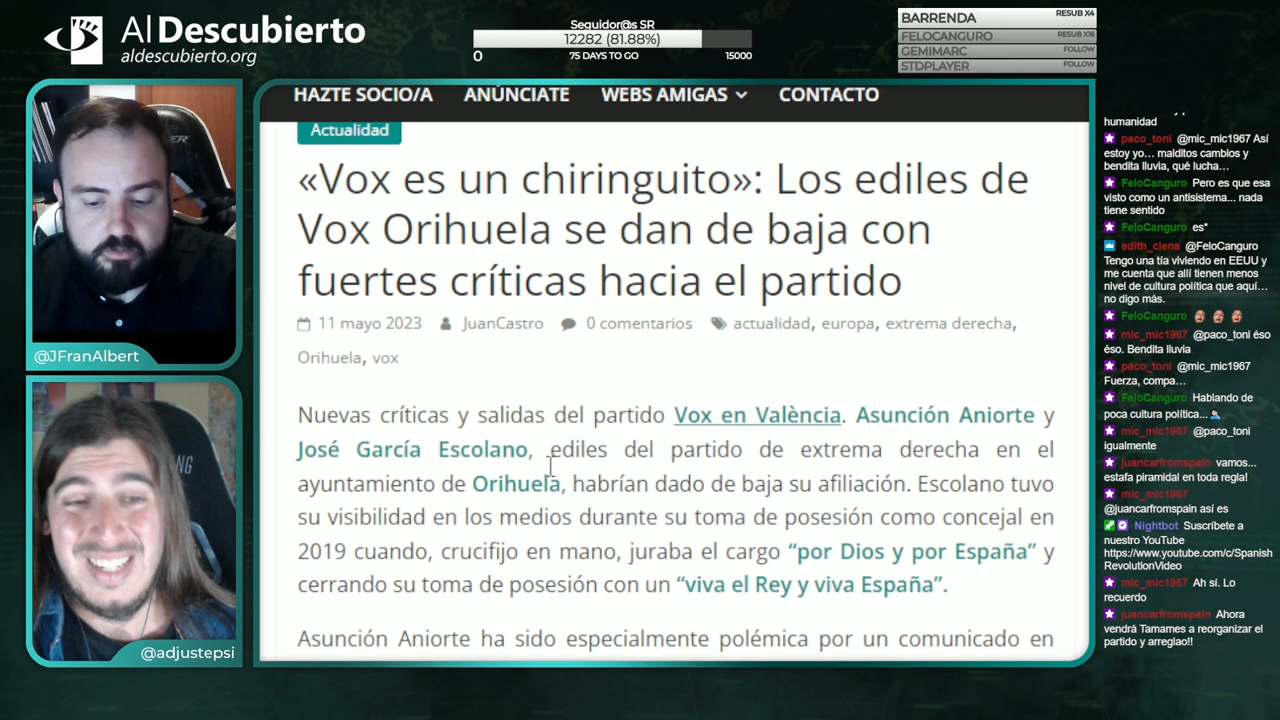 Al Descubierto
aldescubierto.org
Seguidor@s SR
12282 (81.88%)
0
75 DAYS TO GO
15000
BARRENDA
RESUB X4
FELOCANGURO
RESUB X16
GEMIMARC
FOLLOW
STDPLAYER
FOLLOW
@JFranAlbert
@adjustepsi
HAZTE SOCIO/A
ANÚNCIATE
WEBS AMIGAS
CONTACTO
Actualidad
«Vox es un chiringuito»: Los ediles de
Vox Orihuela se dan de baja con
fuertes críticas hacia el partido
11 mayo 2023
JuanCastro
0 comentarios
actualidad, europa, extrema derecha,
Orihuela, vox
Nuevas críticas y salidas del partido Vox en València. Asunción Aniorte y
José García Escolano, ediles del partido de extrema derecha en el
ayuntamiento de Orihuela, habrían dado de baja su afiliación. Escolano tuvo
su visibilidad en los medios durante su toma de posesión como concejal en
2019 cuando, crucifijo en mano, juraba el cargo “por Dios y por España” y
cerrando su toma de posesión con un “viva el Rey y viva España”.
Asunción Aniorte ha sido especialmente polémica por un comunicado en
humanidad
paco_toni @mic_mic1967 Así
estoy yo... malditos cambios y
bendita lluvia, qué lucha...
FeloCanguro Pero es que esa
visto como un antisistema... nada
tiene sentido
FeloCanguro es*
edith_clena @FeloCanguro
Tengo una tía viviendo en EEUU y
me cuenta que allí tienen menos
nivel de cultura política que aquí...
no digo más.
FeloCanguro
mic_mic1967 @paco_toni éso
éso. Bendita lluvia
paco_toni @mic_mic1967
Fuerza, compa...
FeloCanguro Hablando de
poca cultura política...
mic_mic1967 @paco_toni
igualmente
juancarfromspain vamos...
estafa piramidal en toda regla!
mic_mic1967
@juancarfromspain así es
Nightbot Suscríbete a
nuestro YouTube
https://www.youtube.com/c/Spanish
RevolutionVideo
mic_mic1967 Ah si. Lo
recuerdo
juancarfromspain Ahora
vendrá Tamames a reorganizar el
partido y arreglao!!